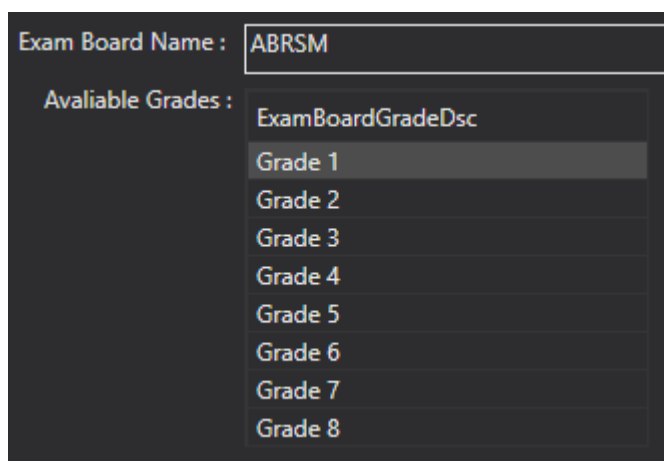 Exam Board Name : ABRSM
Avaliable Grades :
ExamBoardGradeDsc
Grade 1
Grade 2
Grade 3
Grade 4
Grade 5
Grade 6
Grade 7
Grade 8